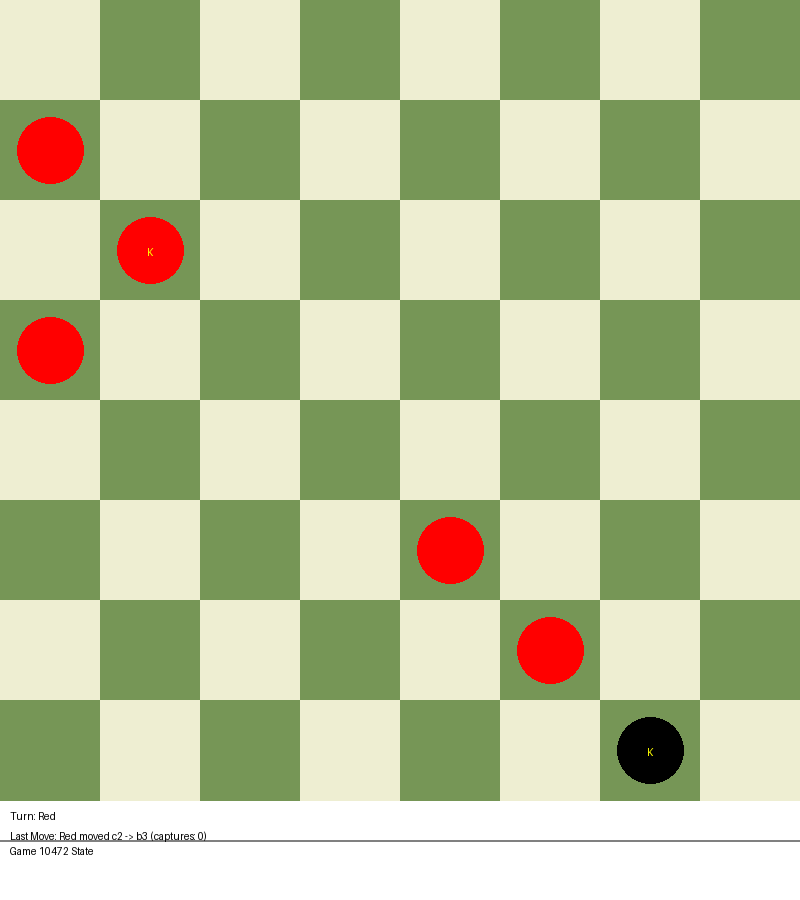 K
K
Turn: Red
Last Move: Red moved c2 -> b3 (captures: 0)
Game 10472 State